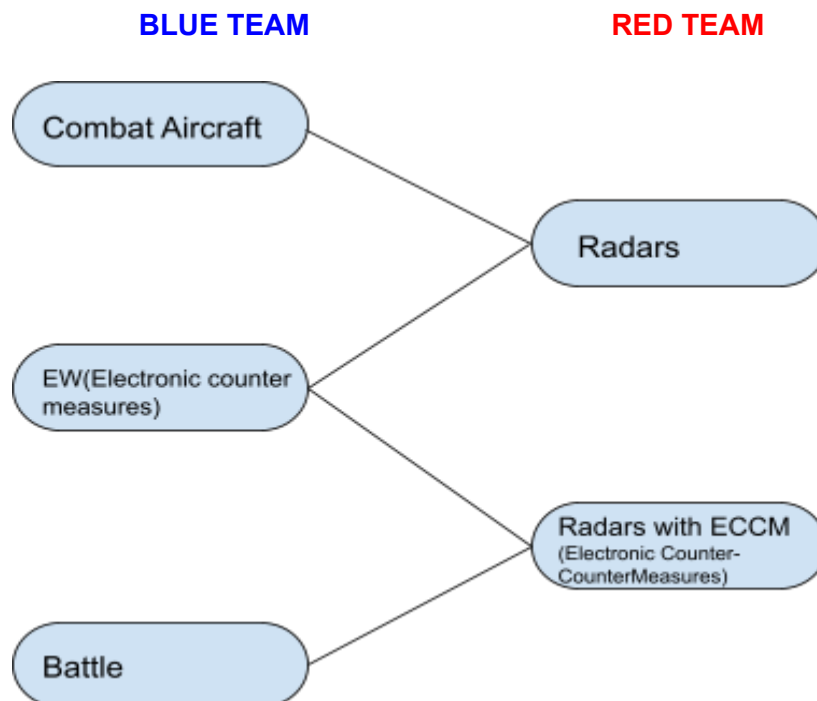 BLUE TEAM
RED TEAM
Combat Aircraft
Radars
EW(Electronic counter
measures)
Radars with ECCM
(Electronic Counter-
CounterMeasures)
Battle